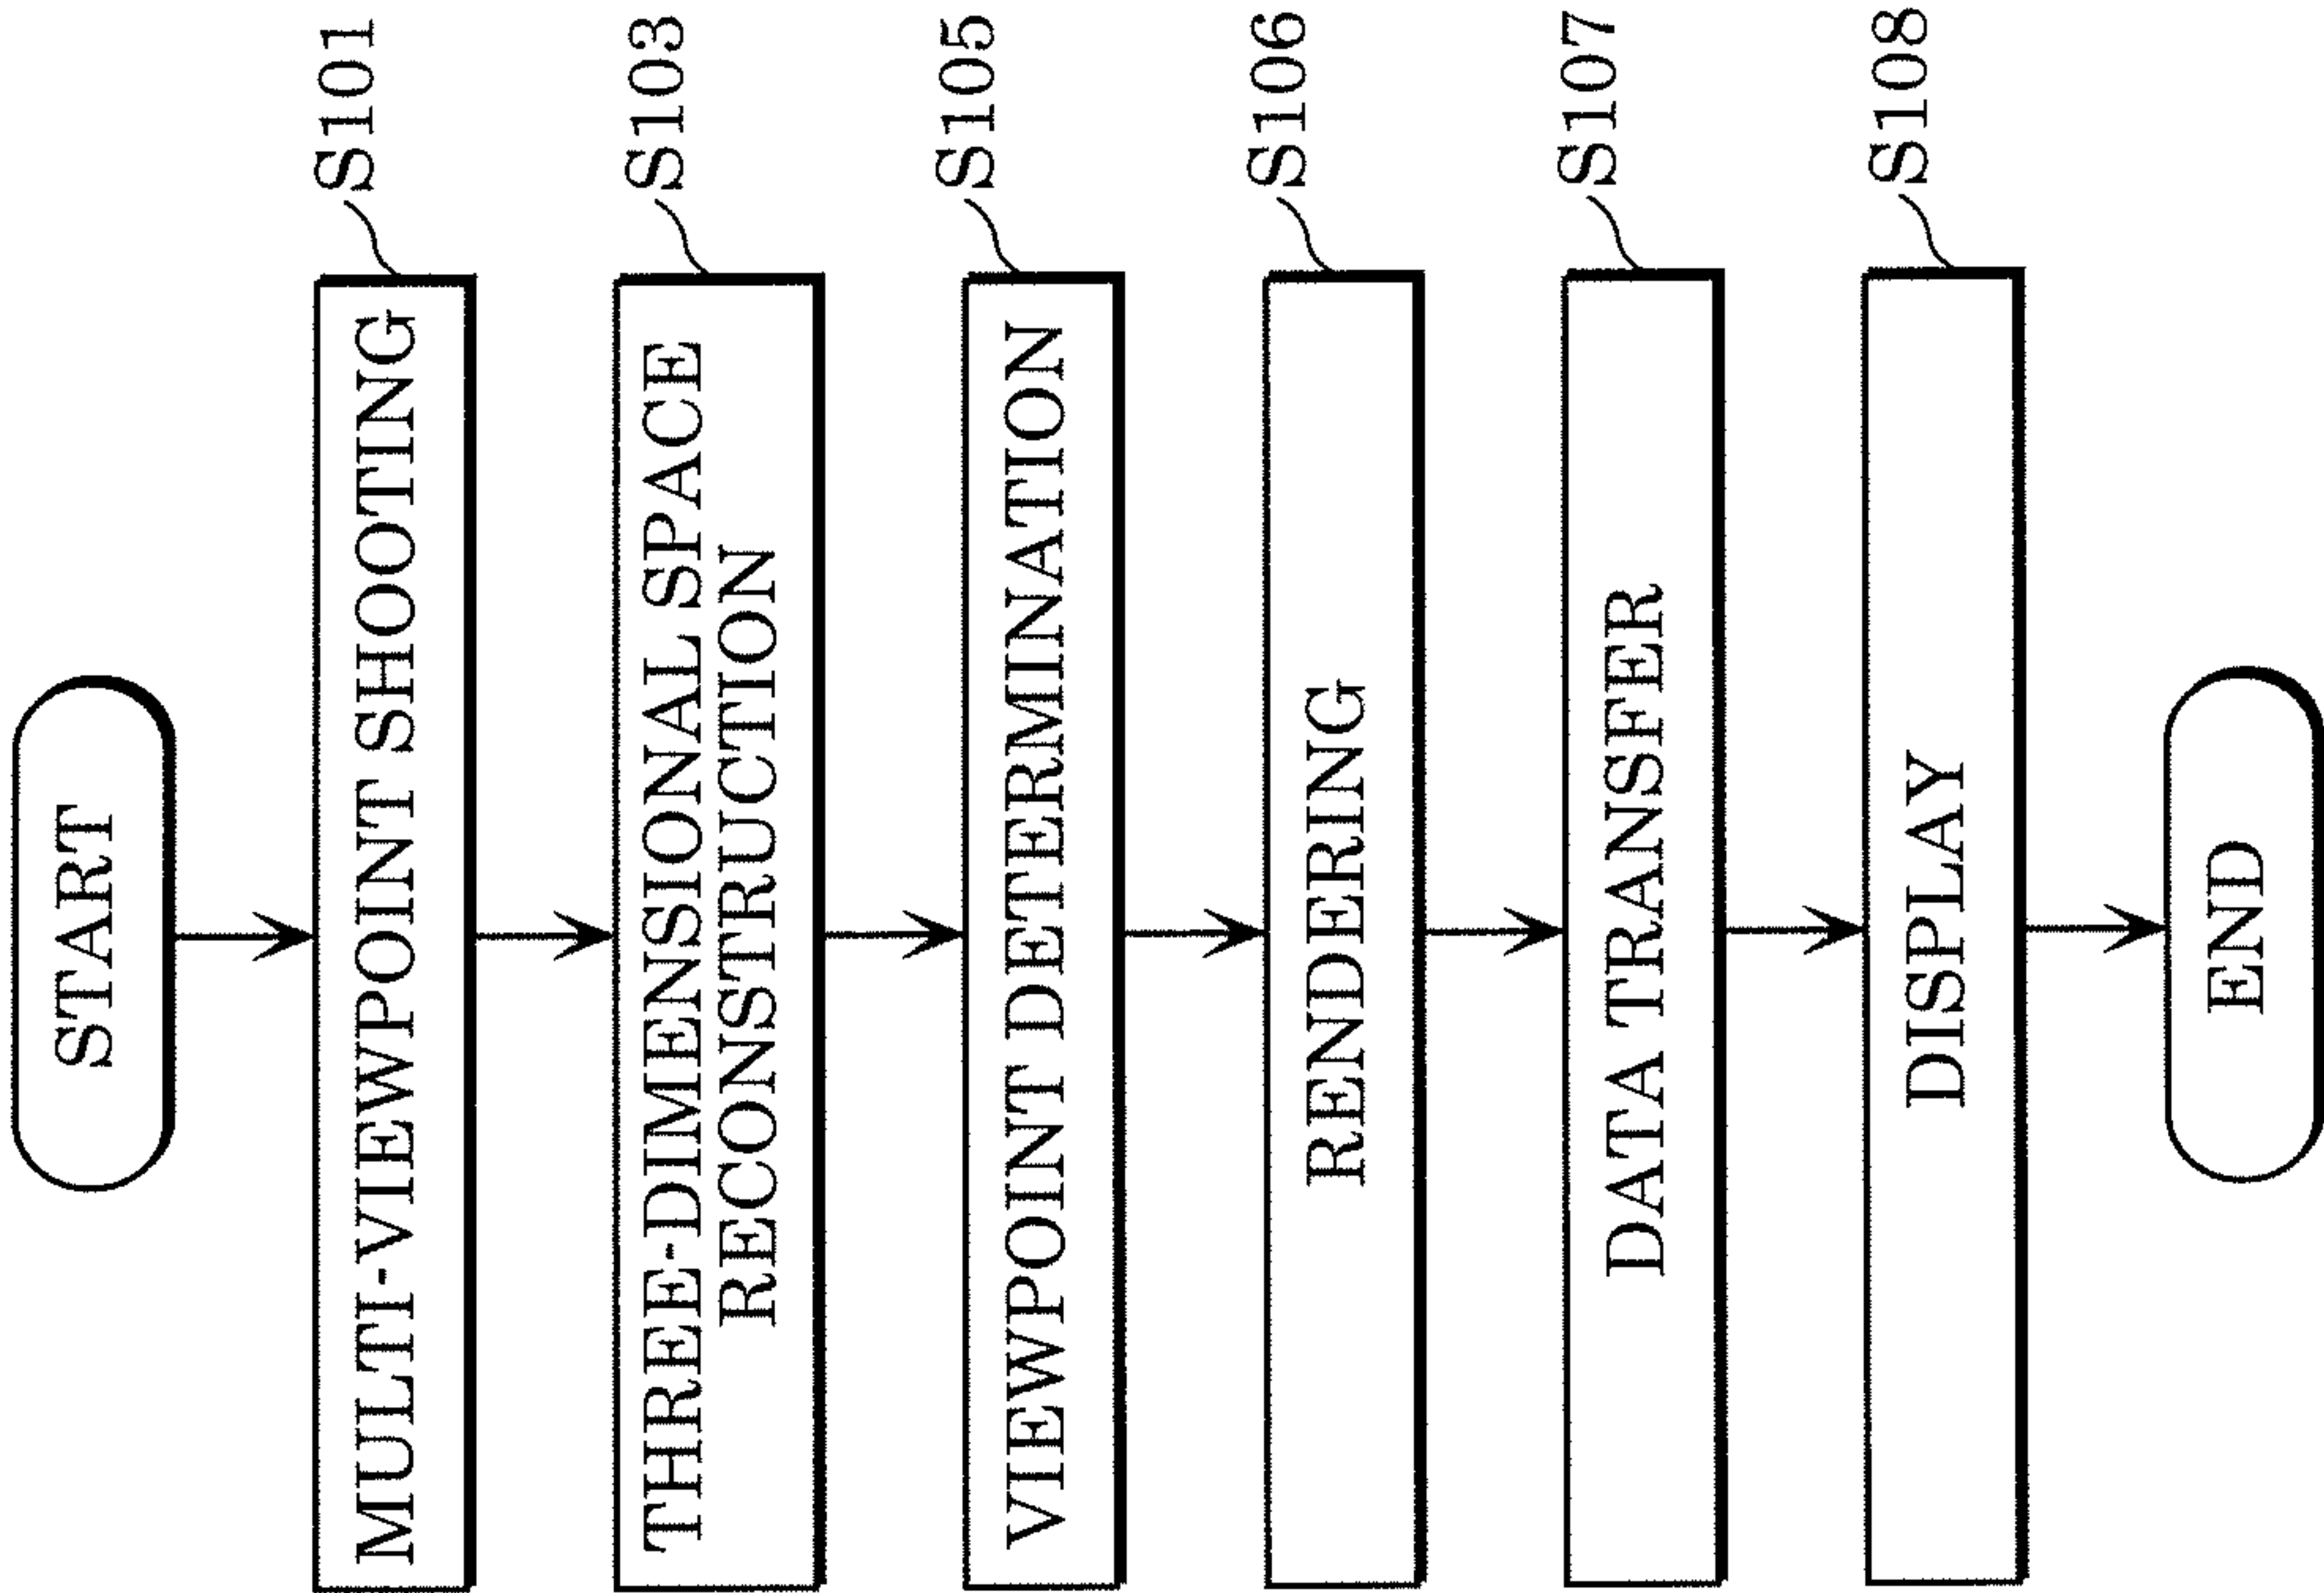 START
MULTI-VIEWPOINT SHOOTING
S101
THREE-DIMENSIONAL SPACE
RECONSTRUCTION
S103
VIEWPOINT DETERMINATION
S105
RENDERING
S106
DATA TRANSFER
S107
DISPLAY
S108
END